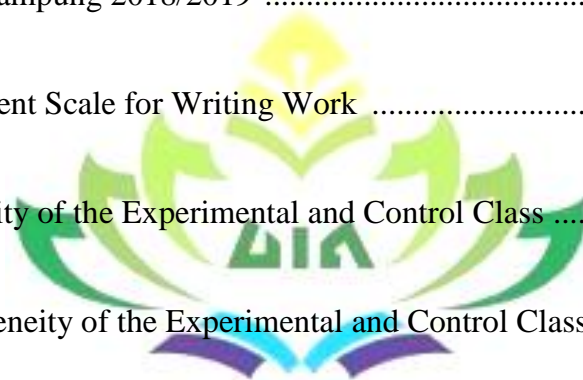 ampung 2018/2019 ....................................
ent Scale for Writing Work ........................
ity of the Experimental and Control Class ....
eneity of the Experimental and Control Class